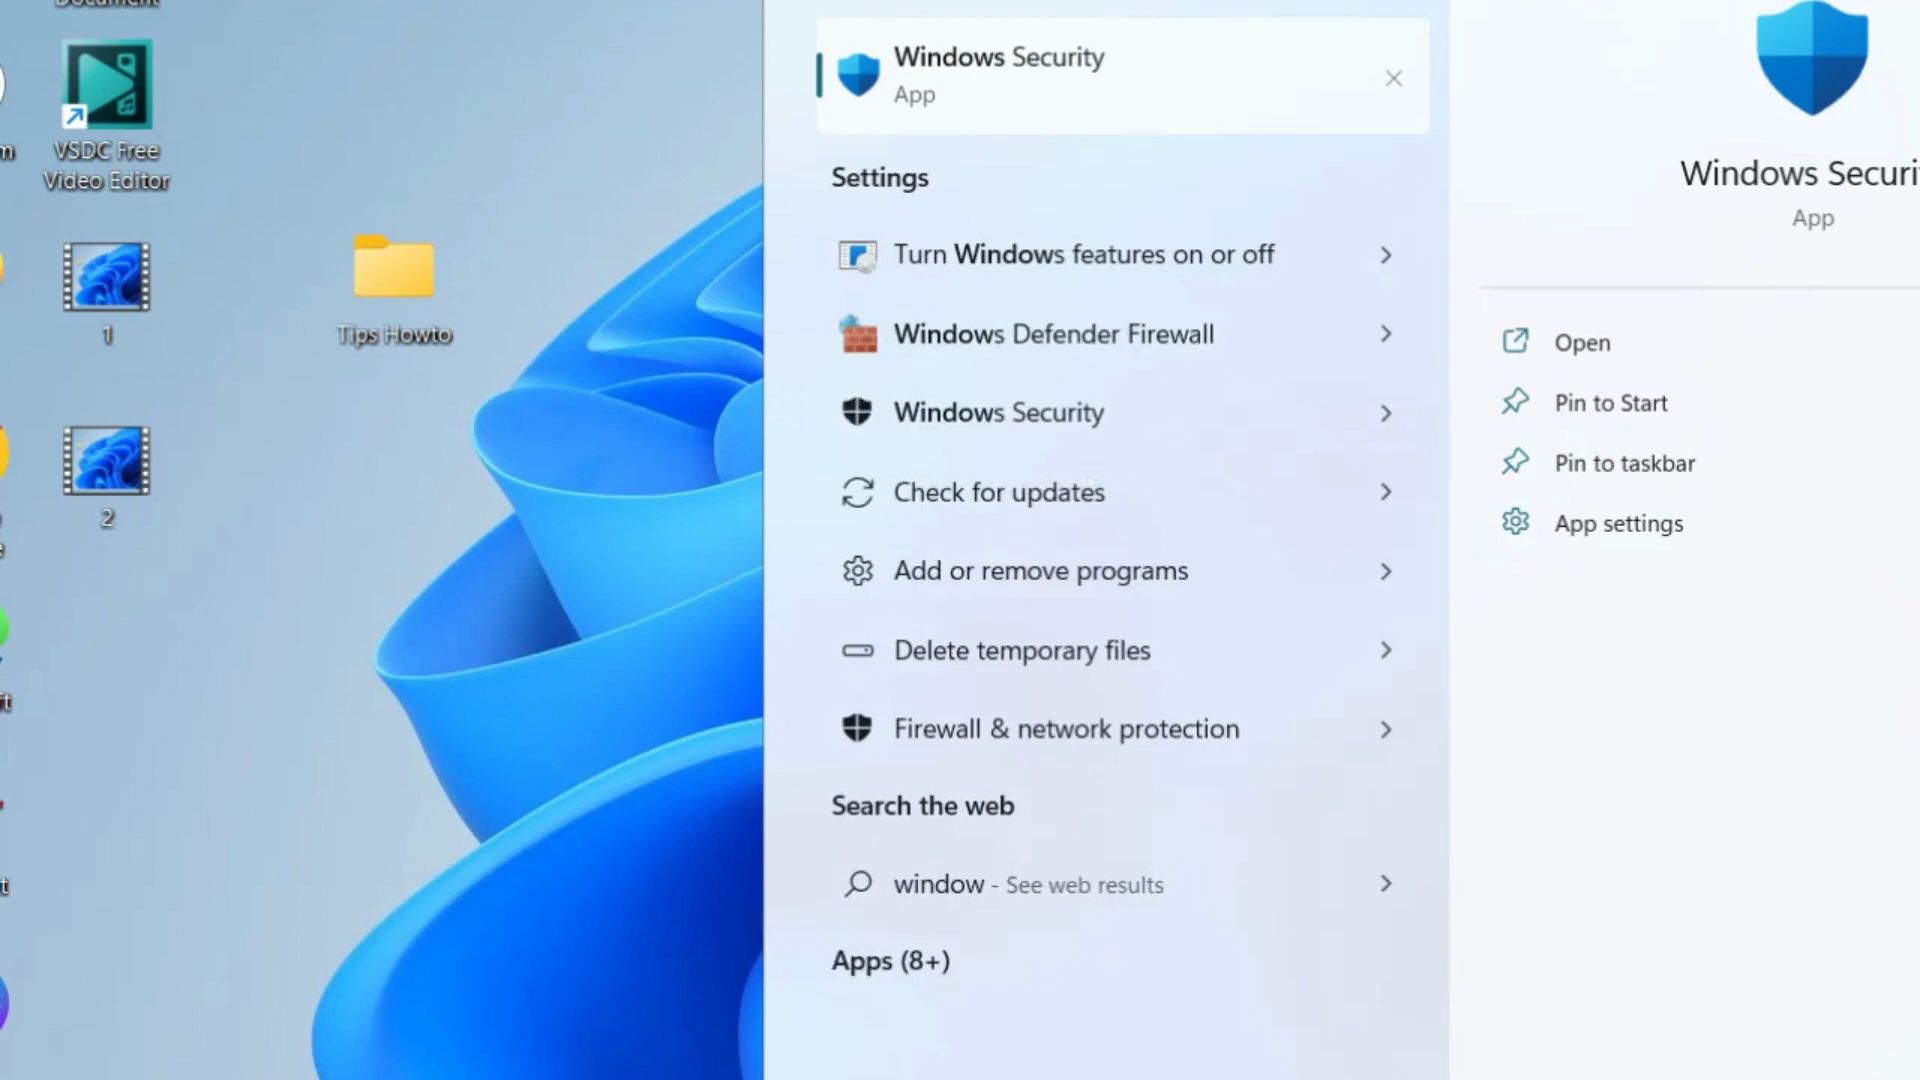 Document
VSDC Free
Video Editor
1
2
Tips Howto
Windows Security
App
Settings
Turn Windows features on or off
Windows Defender Firewall
Windows Security
Check for updates
Add or remove programs
Delete temporary files
Firewall & network protection
Search the web
window - See web results
Apps (8+)
Windows Securi
App
Open
Pin to Start
Pin to taskbar
App settings